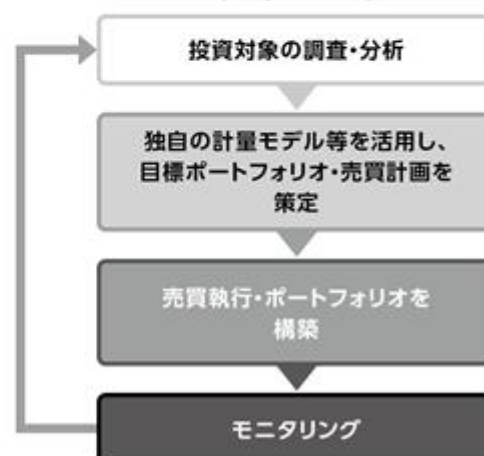 投資対象の調査・分析
独自の計量モデル等を活用し、
目標ポートフォリオ・売買計画を
策定
売買執行・ポートフォリオを
構築
モニタリング